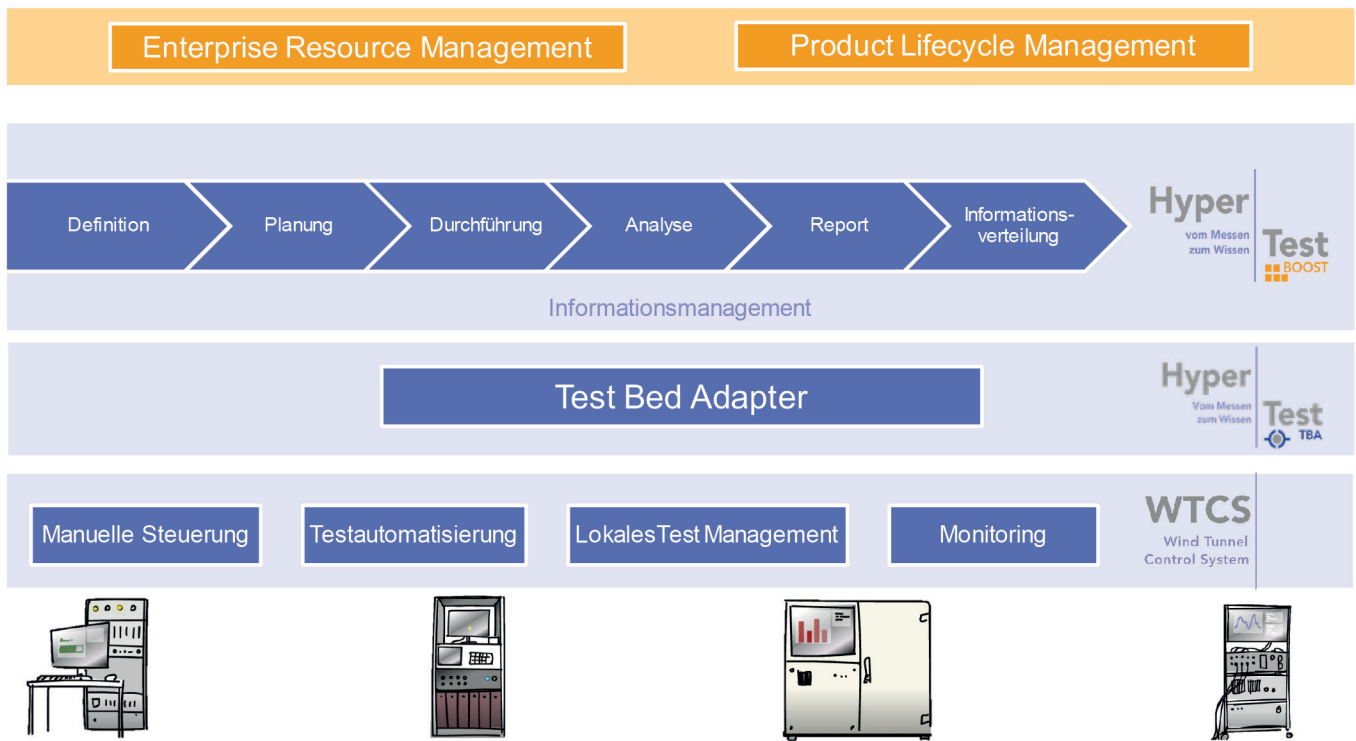 Enterprise Resource Management
Product Lifecycle Management
Definition
Planung
Durchführung
Analyse
Report
Informations-
verteilung
Hyper
vom Messen
zum Wissen
Test
BOOST
Informationsmanagement
Test Bed Adapter
Hyper
Vom Messen
zum Wissen
Test
TBA
Manuelle Steuerung
Testautomatisierung
LokalesTest Management
Monitoring
WTCS
Wind Tunnel
Control System